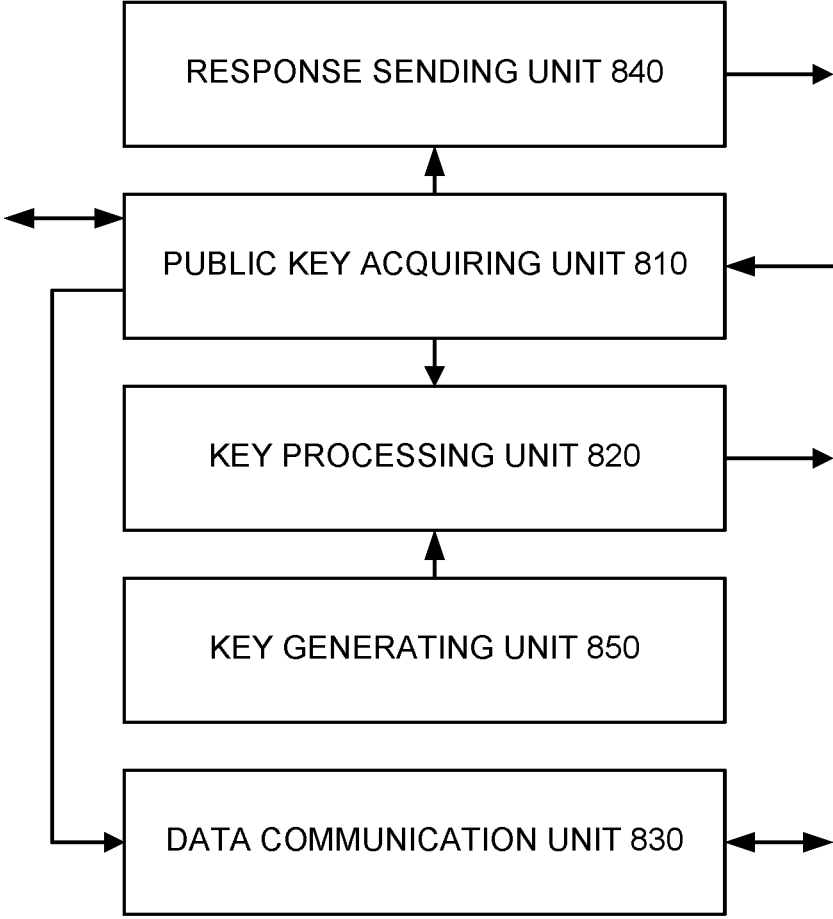 RESPONSE SENDING UNIT 840
PUBLIC KEY ACQUIRING UNIT 810
KEY PROCESSING UNIT 820
KEY GENERATING UNIT 850
DATA COMMUNICATION UNIT 830